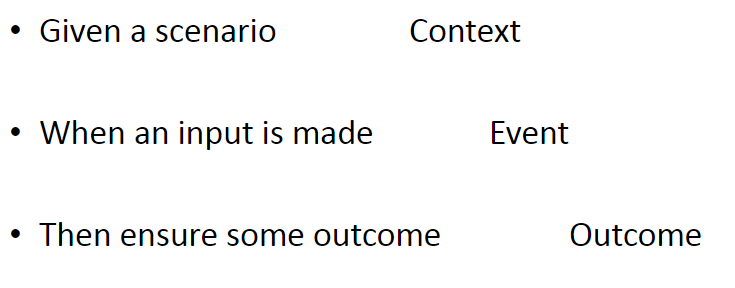 • Given a scenario Context
• When an input is made Event
• Then ensure some outcome Outcome